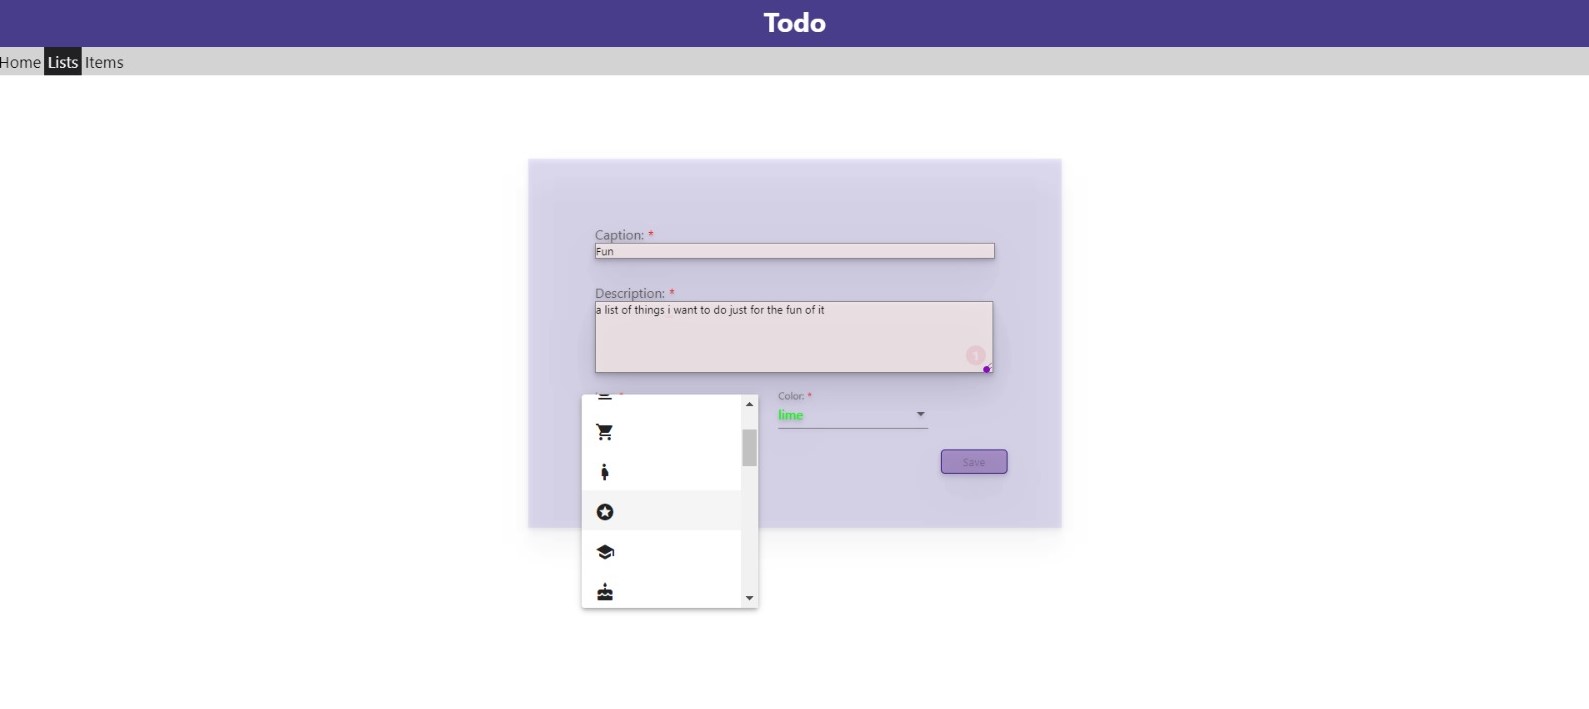 Todo
Home Lists Items
Caption: *
Fun
Description: *
a list of things i want to do just for the fun of it
1
*
Color: *
lime
Save